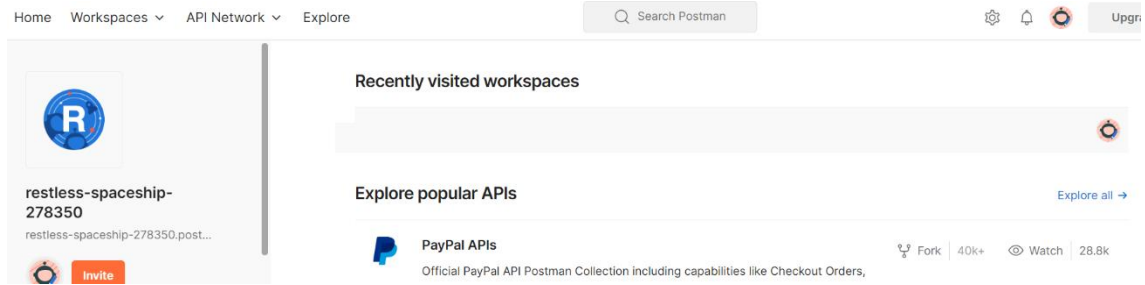 Home Workspaces API Network Explore Search Postman
Recently visited workspaces
R
restless-spaceship-
278350
restless-spaceship-278350.post...
Invite
Explore popular APIs Explore all →
PayPal APIs Fork 40k+ Watch 28.8k
Official PayPal API Postman Collection including capabilities like Checkout Orders,